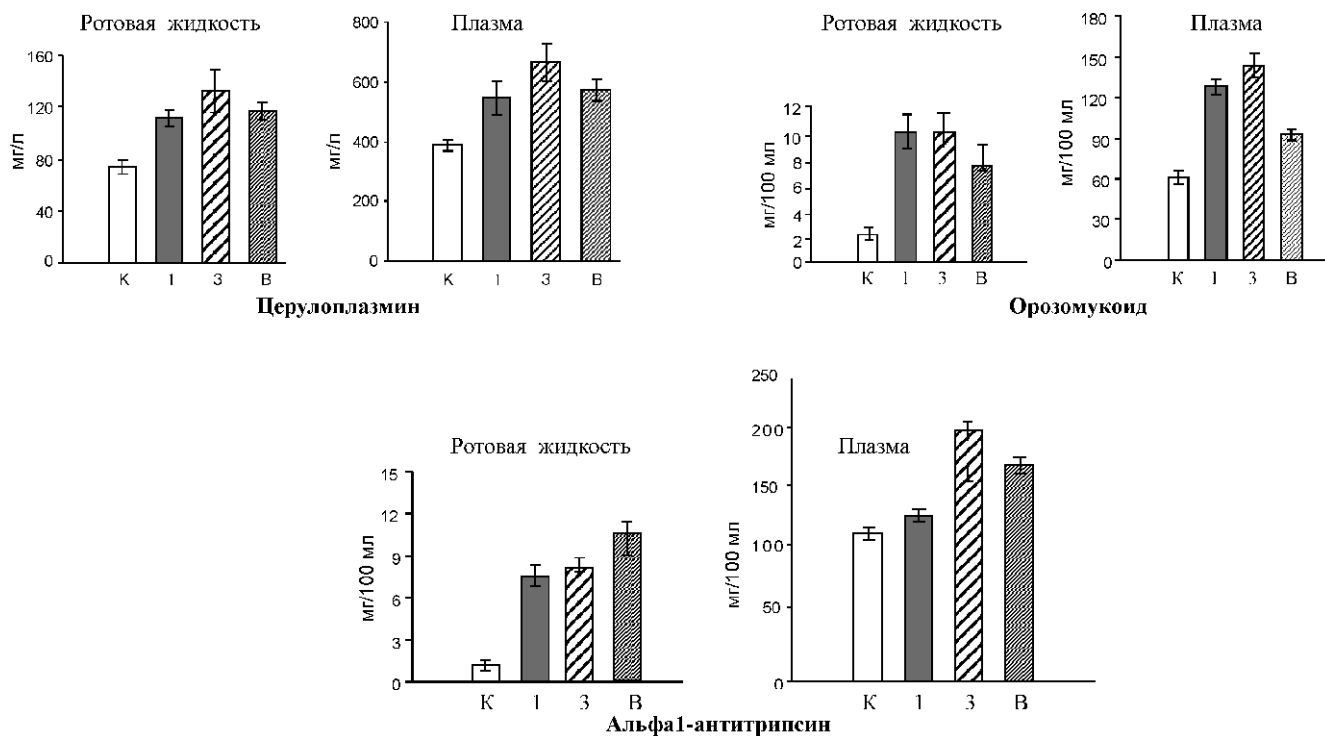 Ротовая жидкость
160
120
80
40
0
мг/л
К 1 3 В
Плазма
800
600
400
200
0
мг/л
К 1 3 В
Церулоплазмин
Ротовая жидкость
12
10
8
6
4
2
0
мг/100 мл
К 1 3 В
Плазма
180
150
120
90
60
30
0
мг/100 мл
К 1 3 В
Орозомукоид
Ротовая жидкость
15
12
9
6
3
0
мг/100 мл
К 1 3 В
Плазма
250
200
150
100
50
0
мг/100 мл
К 1 3 В
Альфа1-антитрипсин